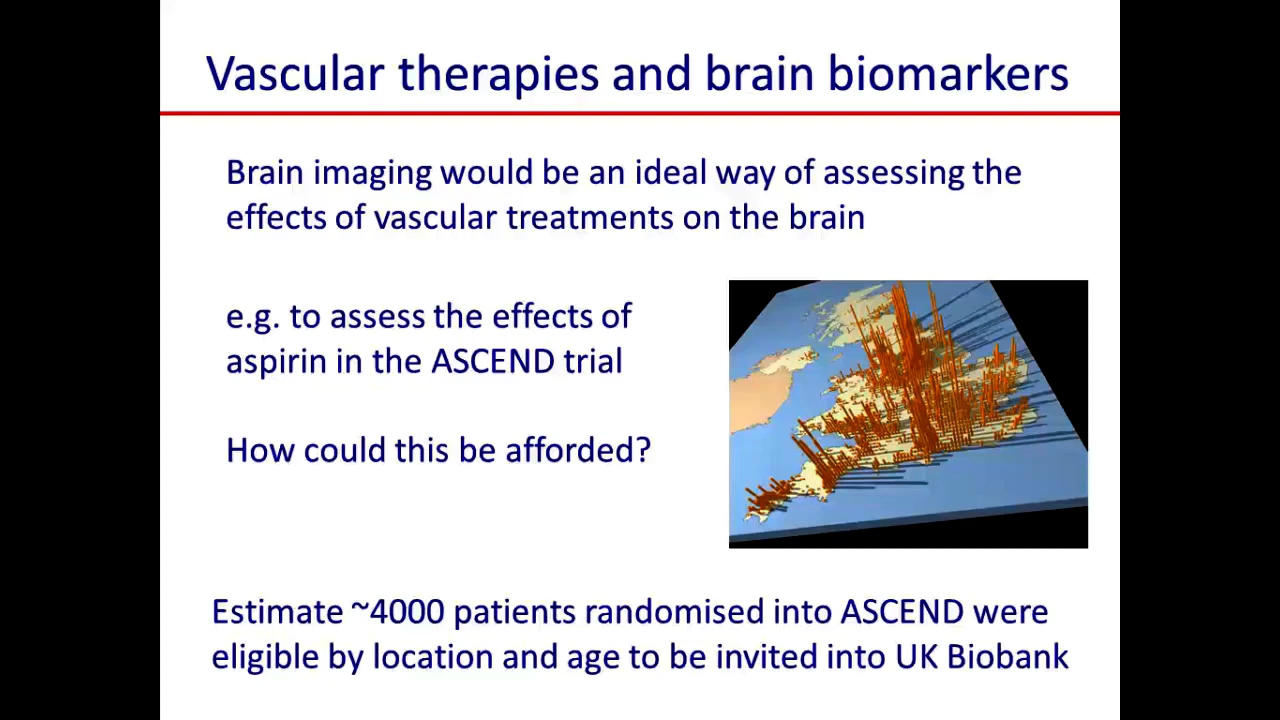 Vascular therapies and brain biomarkers
Brain imaging would be an ideal way of assessing the
effects of vascular treatments on the brain
e.g. to assess the effects of
aspirin in the ASCEND trial
How could this be afforded?
Estimate ~4000 patients randomised into ASCEND were
eligible by location and age to be invited into UK Biobank